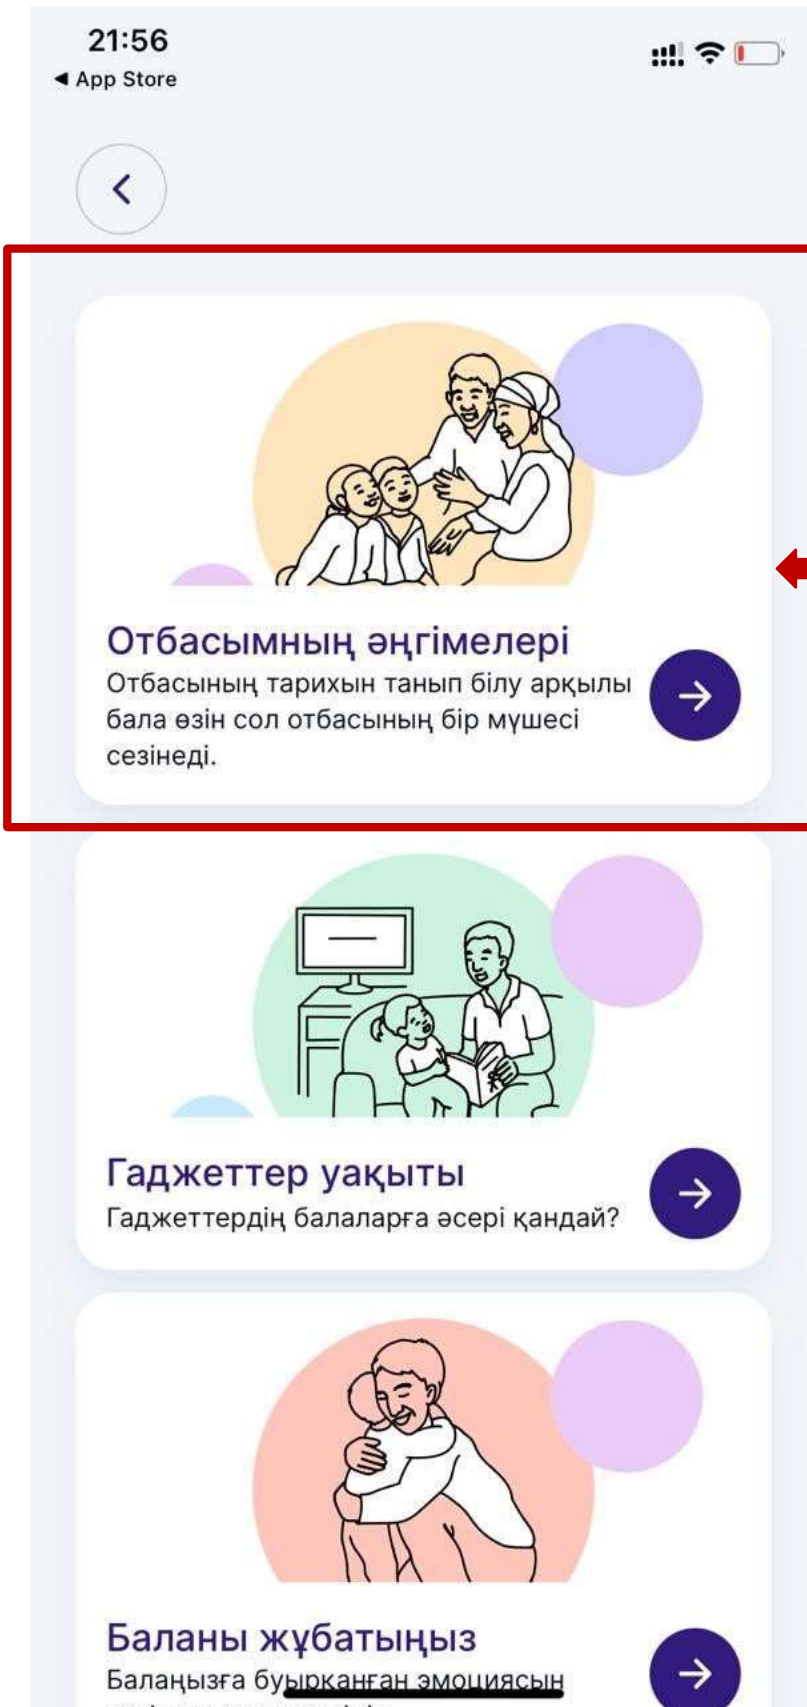 21:56
◀ App Store
Отбасымның әңгімелері
Отбасының тарихын танып білу арқылы
бала өзін сол отбасының бір мүшесі
сезінеді.
Гаджеттер уақыты
Гаджеттердің балаларға әсері қандай?
Баланы жұбатыңыз
Балаңызға буырқанған эмоциясын